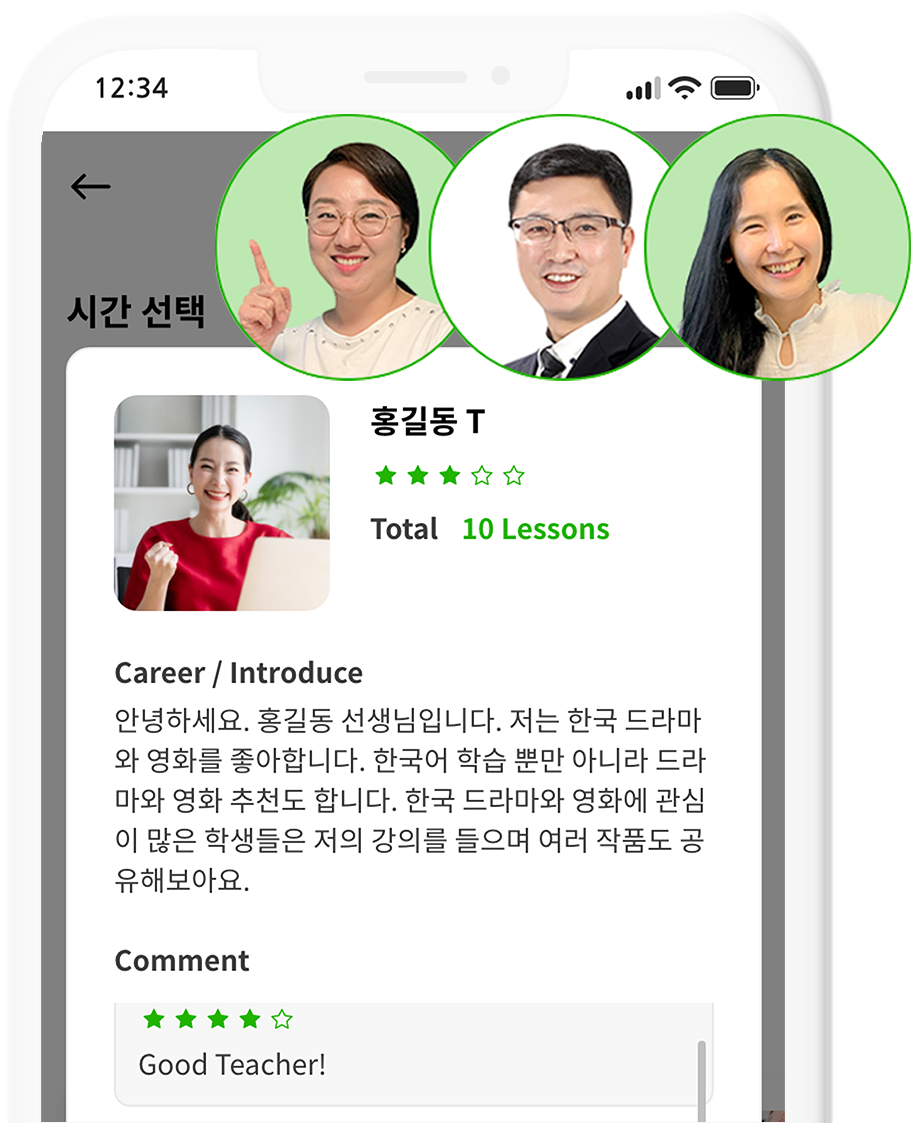 12:34
시간 선택
홍길동 T
Total 10 Lessons
Career / Introduce
안녕하세요. 홍길동 선생님입니다. 저는 한국 드라마
와 영화를 좋아합니다. 한국어 학습 뿐만 아니라 드라
마와 영화 추천도 합니다. 한국 드라마와 영화에 관심
이 많은 학생들은 저의 강의를 들으며 여러 작품도 공
유해보아요.
Comment
Good Teacher!